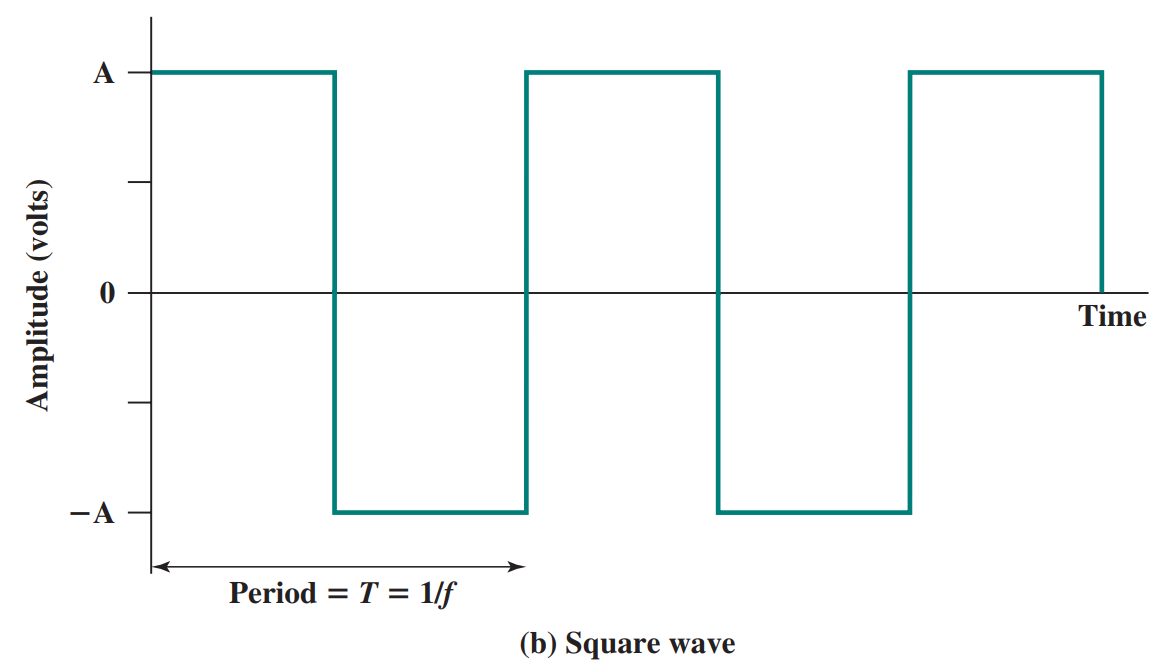 A
Amplitude (volts)
0
Time
−A
Period = T = 1/f
(b) Square wave